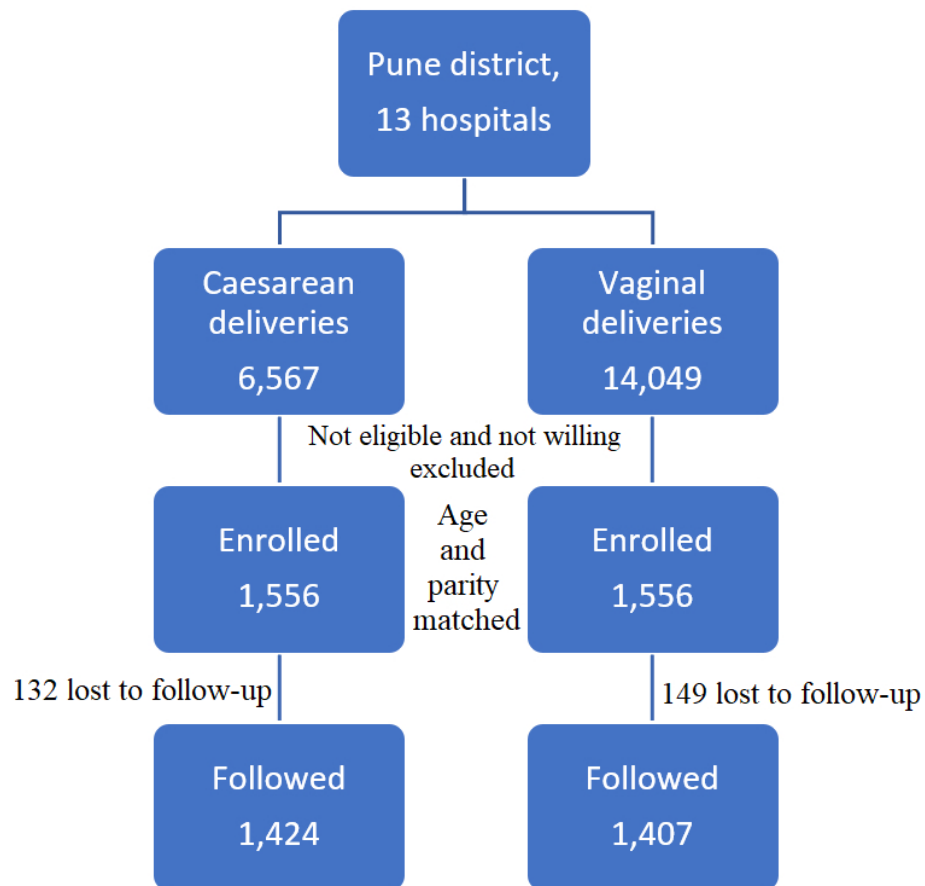 Pune district,
13 hospitals
Caesarean
deliveries
6,567
Vaginal
deliveries
14,049
Not eligible and not willing
excluded
Enrolled
1,556
Age
and
parity
matched
Enrolled
1,556
132 lost to follow-up
149 lost to follow-up
Followed
1,424
Followed
1,407